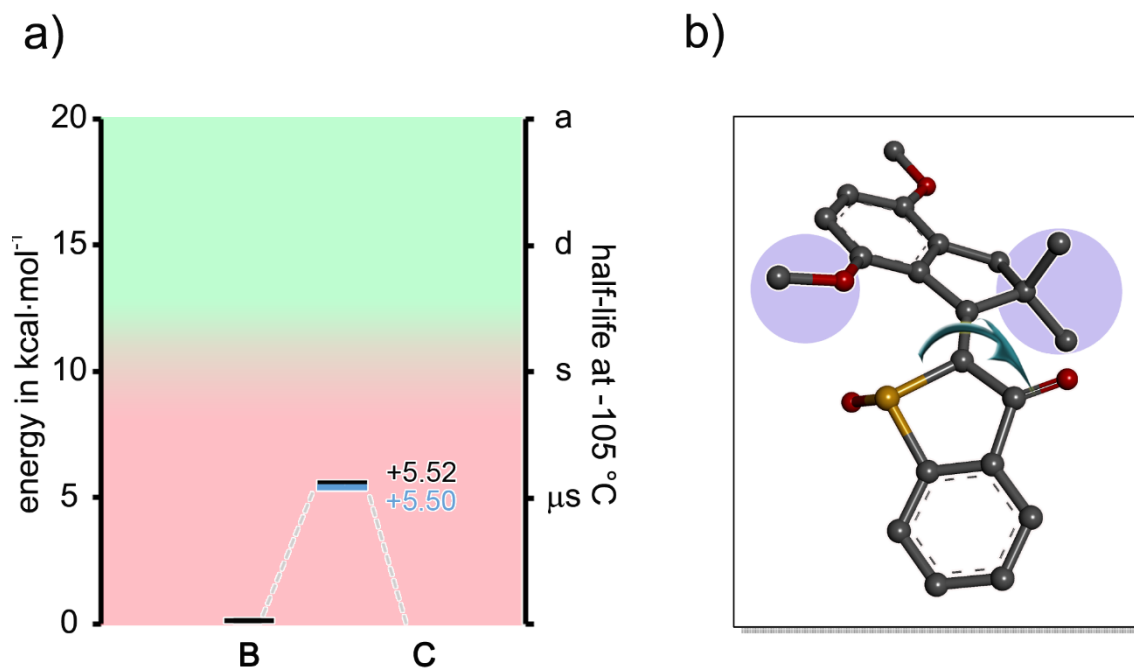 a)
b)
20
15
10
5
0
energy in kcal·mol⁻¹
+5.52
+5.50
a
d
s
μs
half-life at -105 °C
B
C